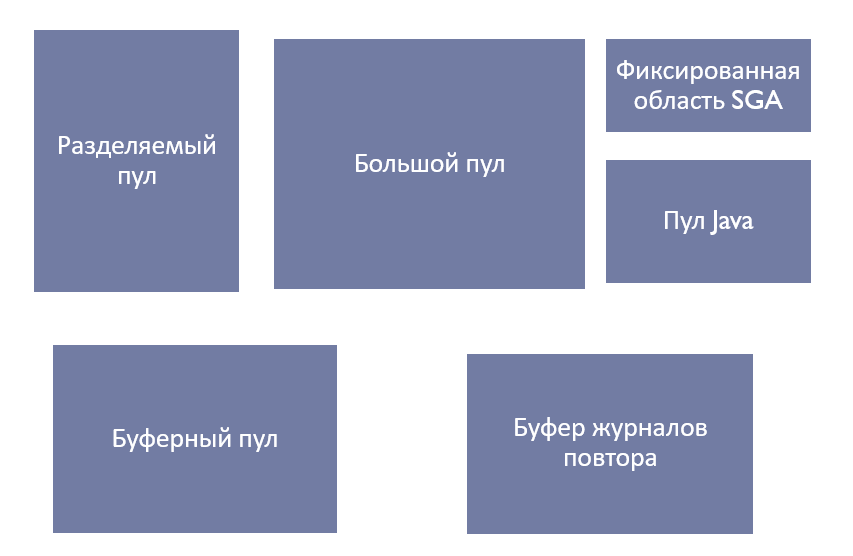 Разделяемый
пул
Большой пул
Фиксированная
область SGA
Пул Java
Буферный пул
Буфер журналов
повтора